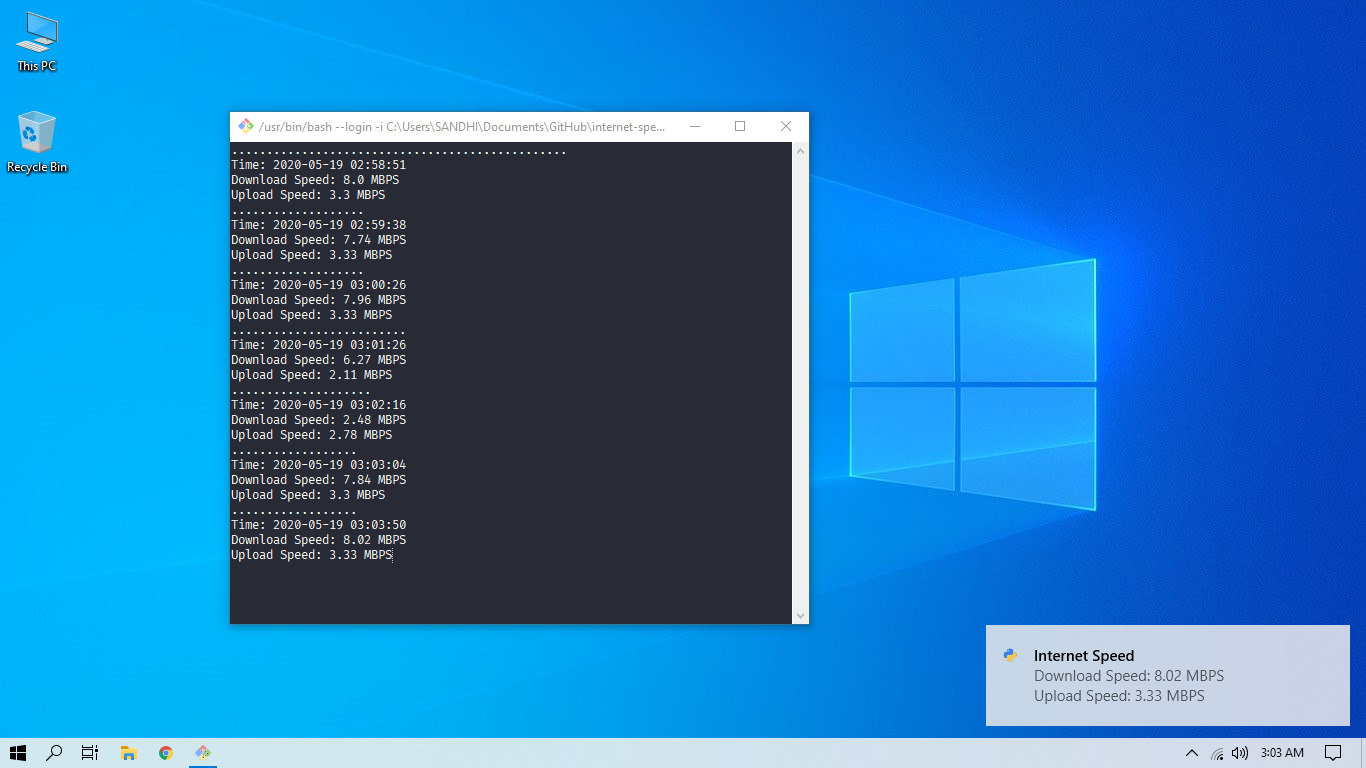 This PC
Recycle Bin
/usr/bin/bash --login -i C:\Users\SANDHI\Documents\GitHub\internet-spe...
................................................
Time: 2020-05-19 02:58:51
Download Speed: 8.0 MBPS
Upload Speed: 3.3 MBPS
...................
Time: 2020-05-19 02:59:38
Download Speed: 7.74 MBPS
Upload Speed: 3.33 MBPS
...................
Time: 2020-05-19 03:00:26
Download Speed: 7.96 MBPS
Upload Speed: 3.33 MBPS
.........................
Time: 2020-05-19 03:01:26
Download Speed: 6.27 MBPS
Upload Speed: 2.11 MBPS
....................
Time: 2020-05-19 03:02:16
Download Speed: 2.48 MBPS
Upload Speed: 2.78 MBPS
..................
Time: 2020-05-19 03:03:04
Download Speed: 7.84 MBPS
Upload Speed: 3.3 MBPS
..................
Time: 2020-05-19 03:03:50
Download Speed: 8.02 MBPS
Upload Speed: 3.33 MBPS
Internet Speed
Download Speed: 8.02 MBPS
Upload Speed: 3.33 MBPS
3:03 AM